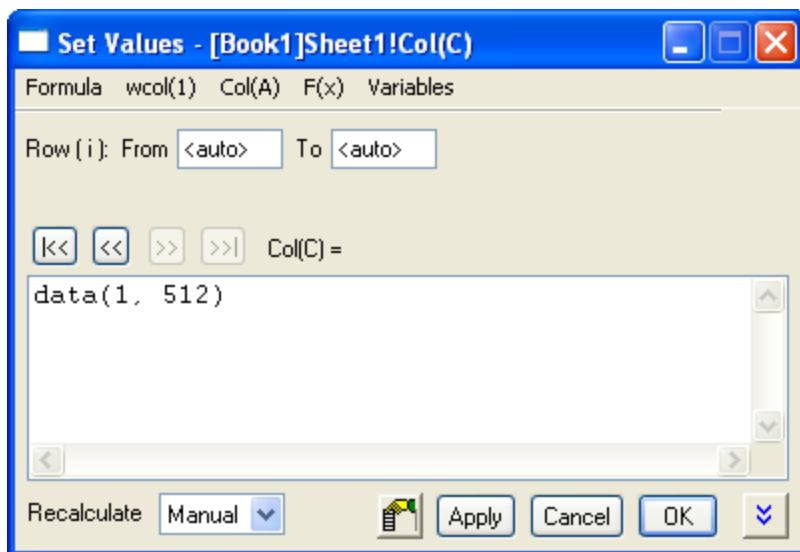 Set Values - [Book1]Sheet1!Col(C)
Formula wcol(1) Col(A) F(x) Variables
Row (i): From <auto> To <auto>
|<< << >> >>| Col(C) =
data(1, 512)
Recalculate Manual Apply Cancel OK